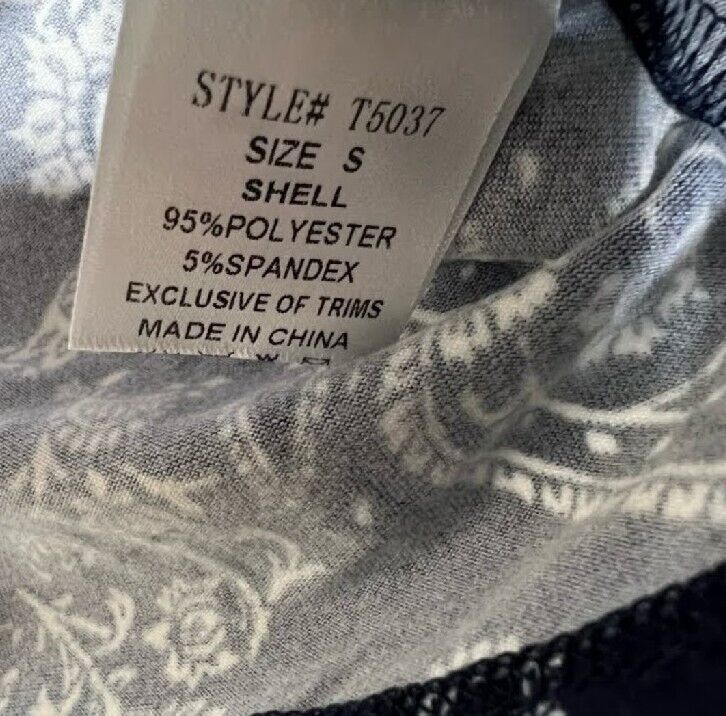 STYLE# T5037
SIZE S
SHELL
95%POLYESTER
5%SPANDEX
EXCLUSIVE OF TRIMS
MADE IN CHINA